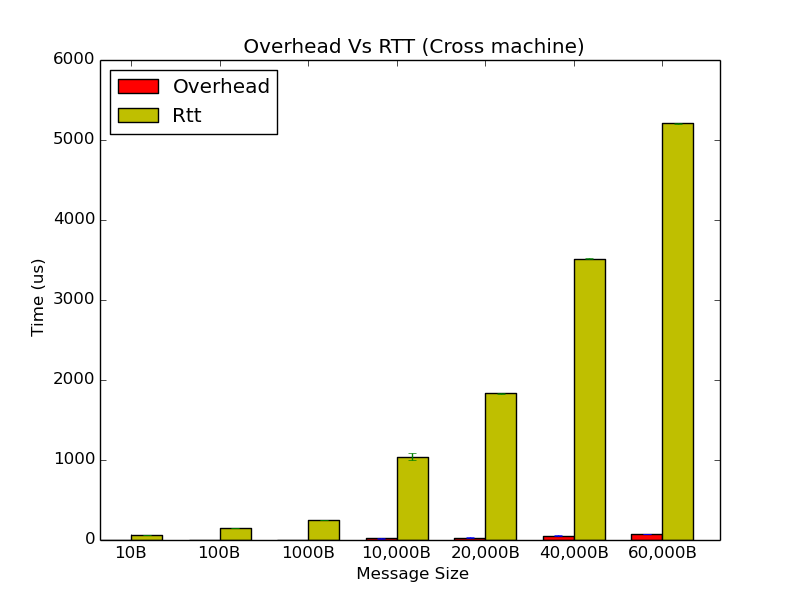 Overhead Vs RTT (Cross machine)
6000
5000
4000
3000
2000
1000
0
Time (us)
Overhead
Rtt
10B 100B 1000B 10,000B 20,000B 40,000B 60,000B
Message Size